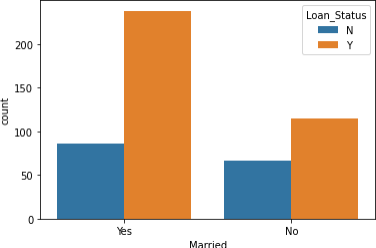 Loan_Status
N
Y
200
150
100
50
0
count
Yes
No
Married